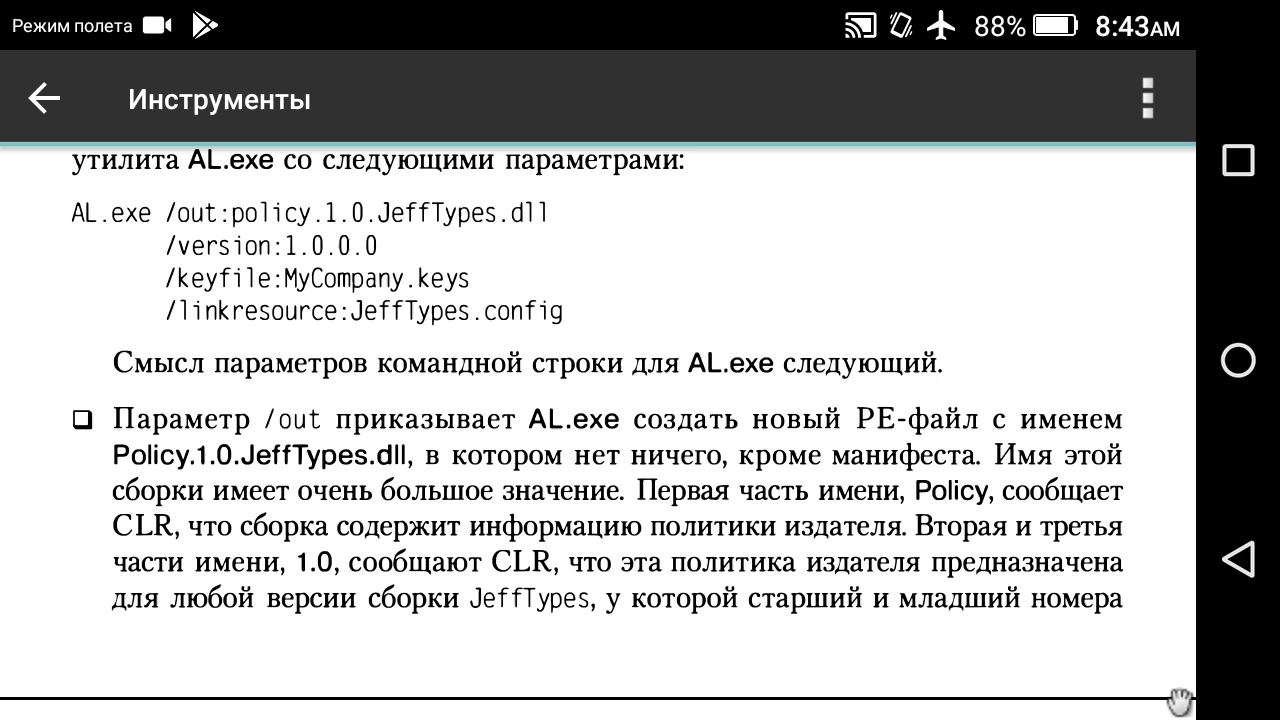 Режим полета 88% 8:43AM
Инструменты
утилита AL.exe со следующими параметрами:
AL.exe /out:policy.1.0.JeffTypes.dll
/version:1.0.0.0
/keyfile:MyCompany.keys
/linkresource:JeffTypes.config
Смысл параметров командной строки для AL.exe следующий.
Параметр /out приказывает AL.exe создать новый PE-файл с именем
Policy.1.0.JeffTypes.dll, в котором нет ничего, кроме манифеста. Имя этой
сборки имеет очень большое значение. Первая часть имени, Policy, сообщает
CLR, что сборка содержит информацию политики издателя. Вторая и третья
части имени, 1.0, сообщают CLR, что эта политика издателя предназначена
для любой версии сборки JeffTypes, у которой старший и младший номера